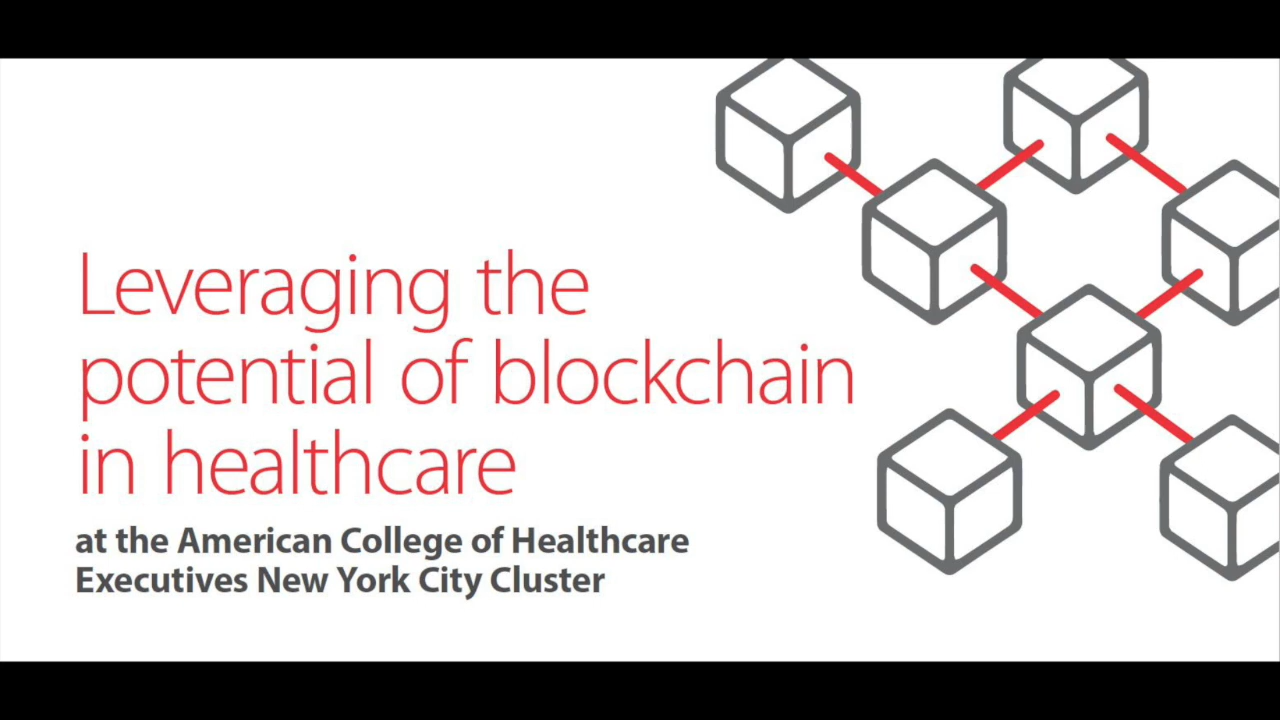 Leveraging the
potential of blockchain
in healthcare
at the American College of Healthcare
Executives New York City Cluster